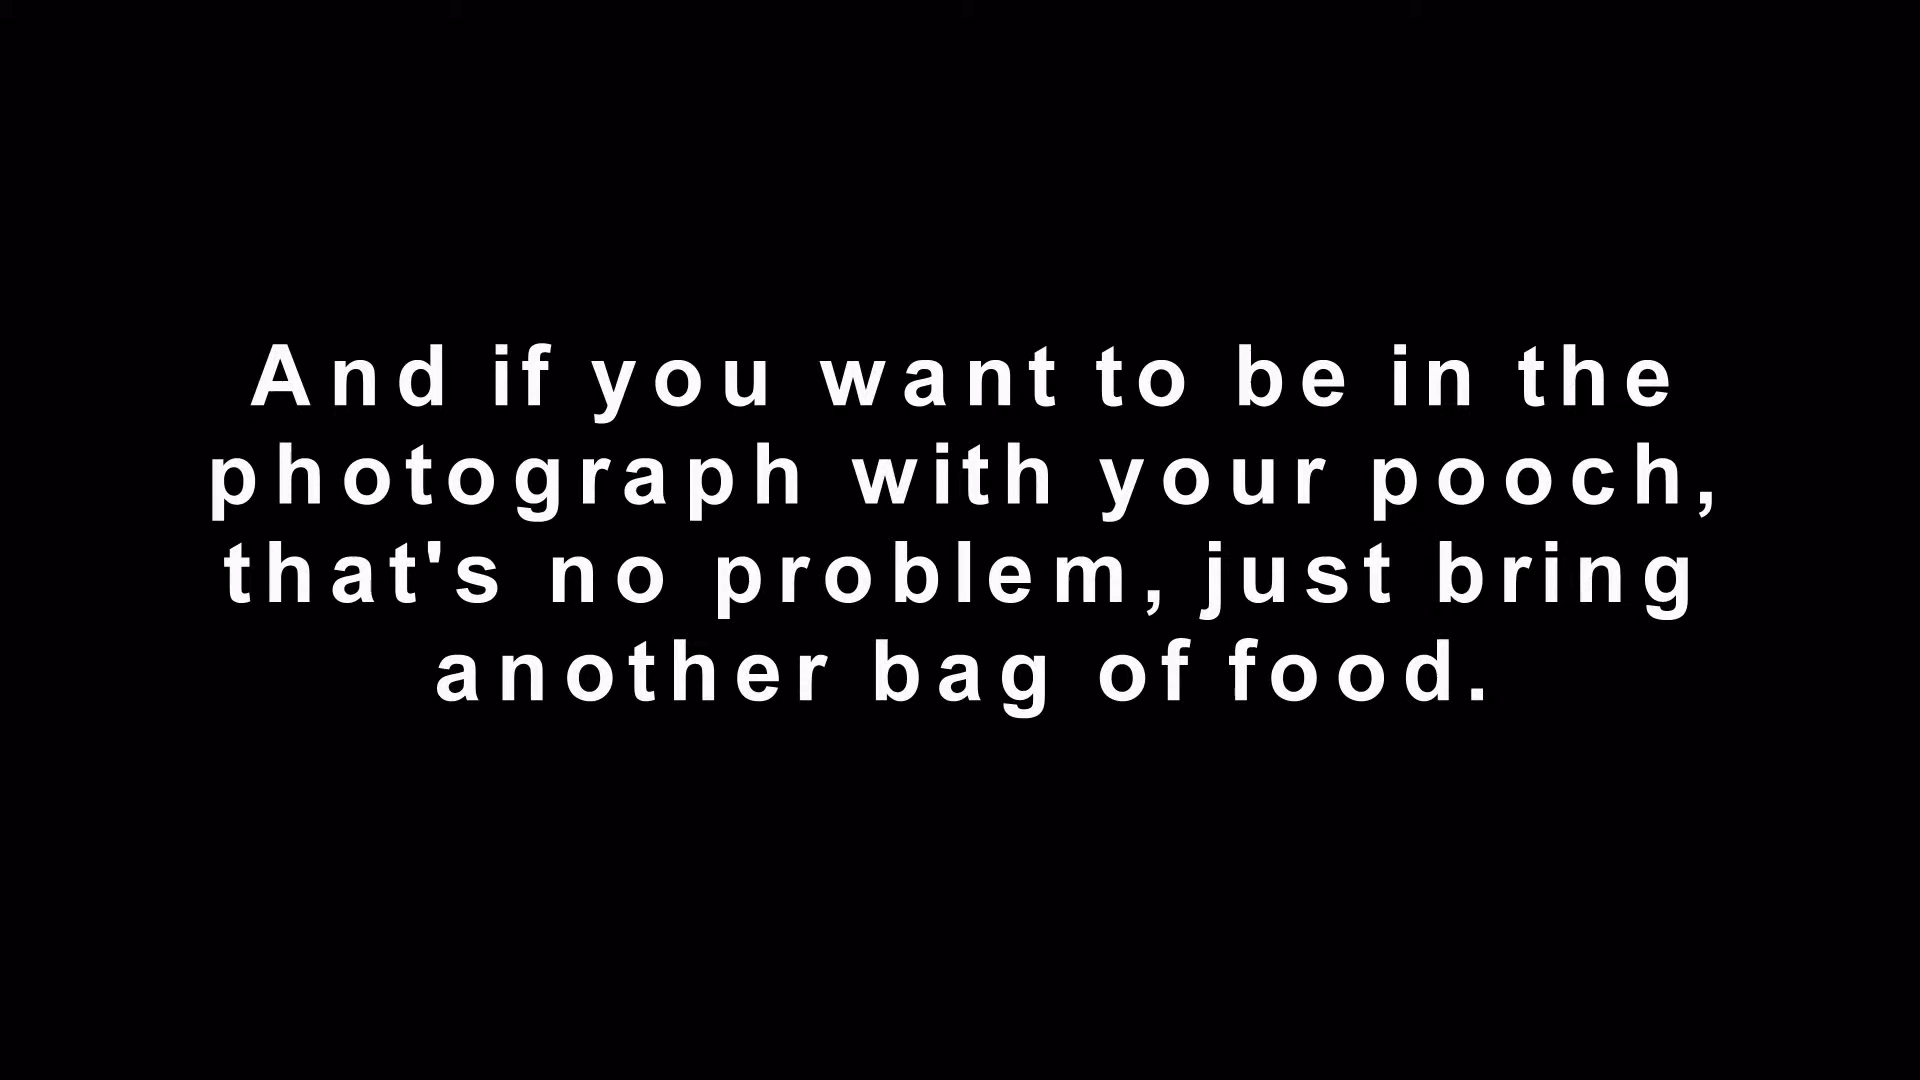 And if you want to be in the
photograph with your pooch,
that's no problem, just bring
another bag of food.